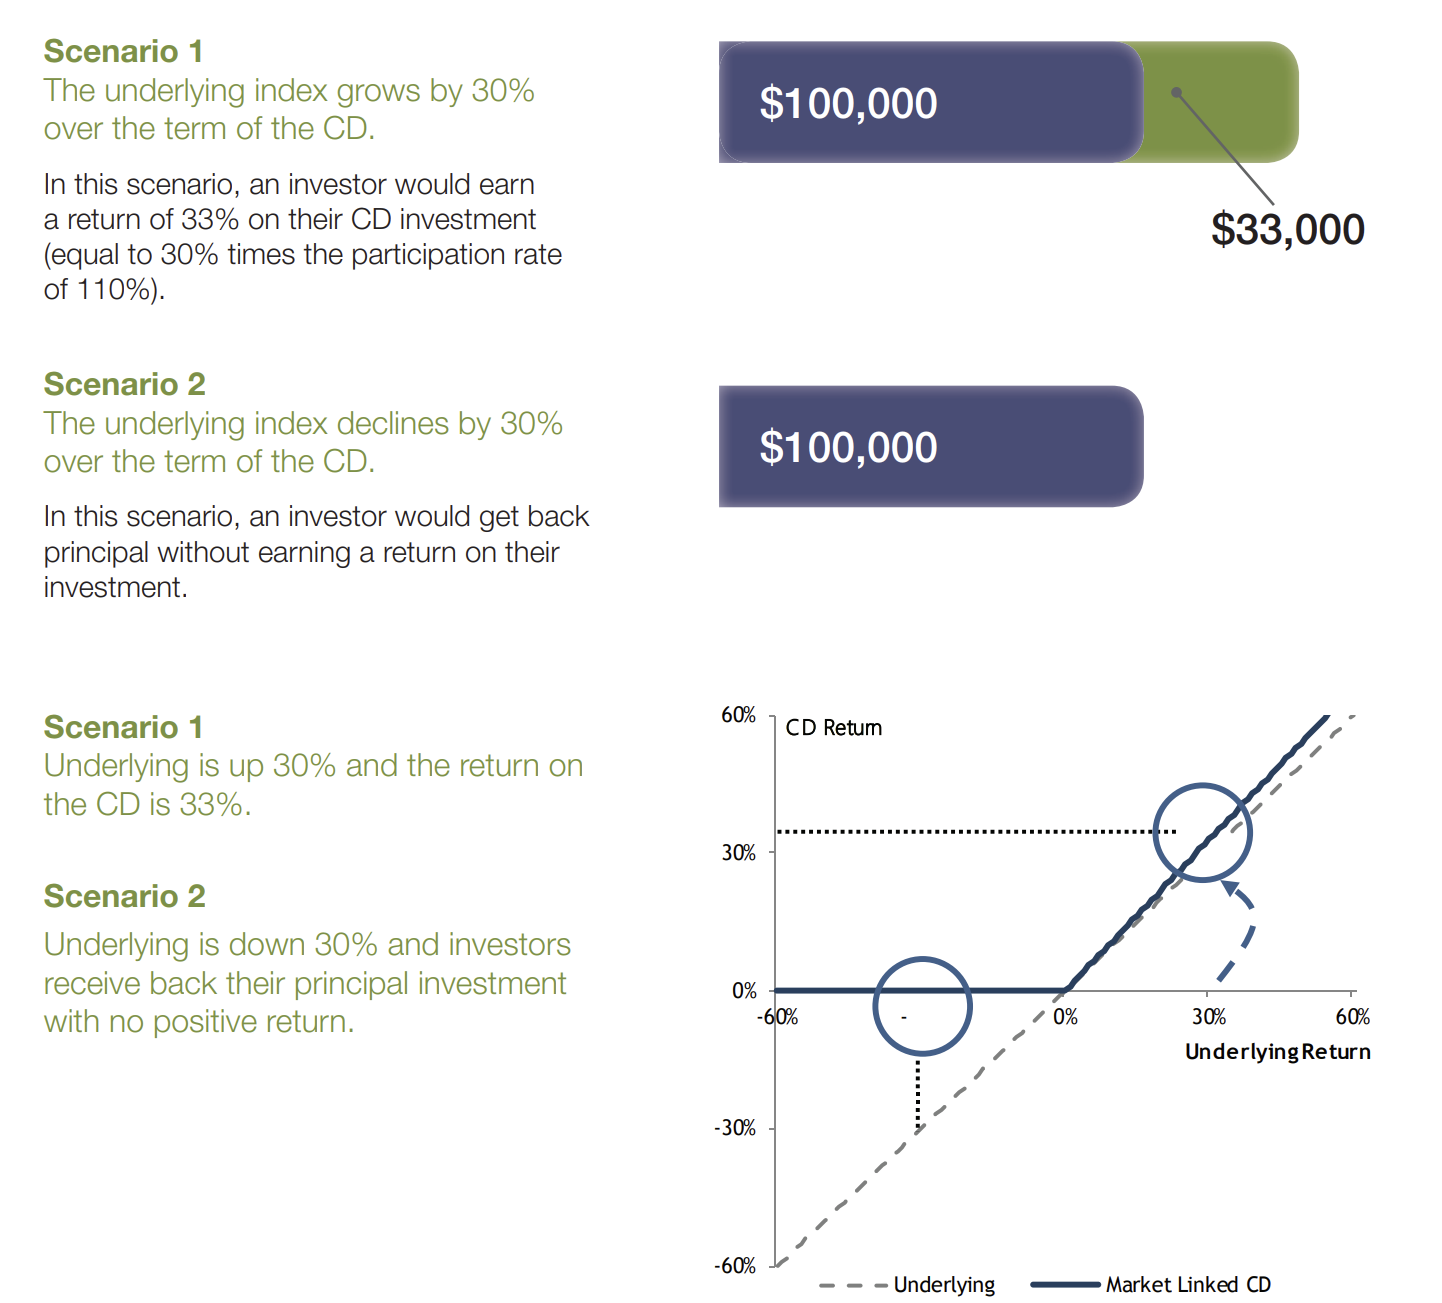 Scenario 1
The underlying index grows by 30%
over the term of the CD.
In this scenario, an investor would earn
a return of 33% on their CD investment
(equal to 30% times the participation rate
of 110%).
$100,000
$33,000
Scenario 2
The underlying index declines by 30%
over the term of the CD.
In this scenario, an investor would get back
principal without earning a return on their
investment.
$100,000
Scenario 1
Underlying is up 30% and the return on
the CD is 33%.
Scenario 2
Underlying is down 30% and investors
receive back their principal investment
with no positive return.
60%
CD Return
30%
0%
-60%
-
0%
30%
60%
Underlying Return
-30%
-60%
Underlying
Market Linked CD